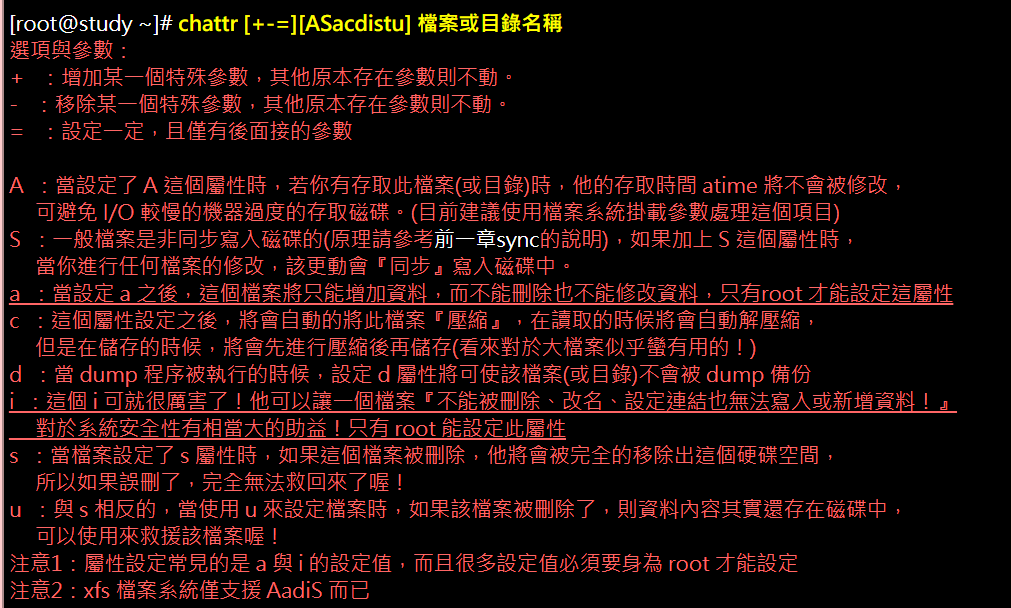 [root@study ~]# chattr [+-=][ASacdistu] 檔案或目錄名稱
選項與參數：
+ ：增加某一個特殊參數，其他原本存在參數則不動。
- ：移除某一個特殊參數，其他原本存在參數則不動。
= ：設定一定，且僅有後面接的參數
A ：當設定了 A 這個屬性時，若你有存取此檔案(或目錄)時，他的存取時間 atime 將不會被修改，
可避免 I/O 較慢的機器過度的存取磁碟。(目前建議使用檔案系統掛載參數處理這個項目)
S ：一般檔案是非同步寫入磁碟的(原理請參考前一章sync的說明)，如果加上 S 這個屬性時，
當你進行任何檔案的修改，該更動會『同步』寫入磁碟中。
a ：當設定 a 之後，這個檔案將只能增加資料，而不能刪除也不能修改資料，只有root 才能設定這屬性
c ：這個屬性設定之後，將會自動的將此檔案『壓縮』，在讀取的時候將會自動解壓縮，
但是在儲存的時候，將會先進行壓縮後再儲存(看來對於大檔案似乎蠻有用的！)
d ：當 dump 程序被執行的時候，設定 d 屬性將可使該檔案(或目錄)不會被 dump 備份
i ：這個 i 可就很厲害了！他可以讓一個檔案『不能被刪除、改名、設定連結也無法寫入或新增資料！』
對於系統安全性有相當大的助益！只有 root 能設定此屬性
s ：當檔案設定了 s 屬性時，如果這個檔案被刪除，他將會被完全的移除出這個硬碟空間，
所以如果誤刪了，完全無法救回來了喔！
u ：與 s 相反的，當使用 u 來設定檔案時，如果該檔案被刪除了，則資料內容其實還存在磁碟中，
可以使用來救援該檔案喔！
注意1：屬性設定常見的是 a 與 i 的設定值，而且很多設定值必須要身為 root 才能設定
注意2：xfs 檔案系統僅支援 AadiS 而已